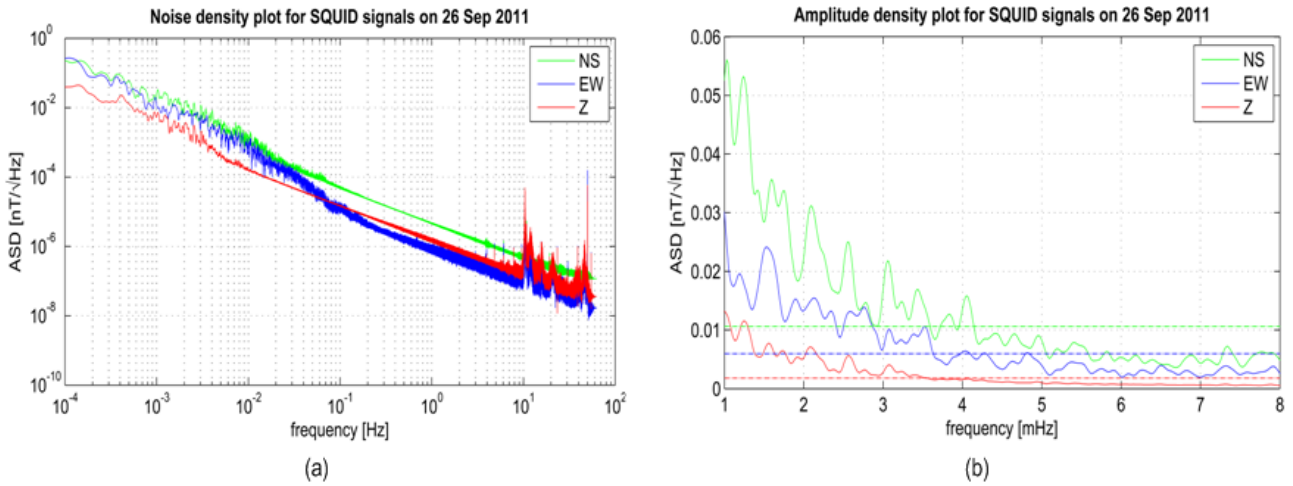 Noise density plot for SQUID signals on 26 Sep 2011
ASD [nT/√Hz]
10^0
10^-2
10^-4
10^-6
10^-8
10^-10
NS
EW
Z
10^-4 10^-3 10^-2 10^-1 10^0 10^1 10^2
frequency [Hz]
(a)
Amplitude density plot for SQUID signals on 26 Sep 2011
ASD [nT/√Hz]
0.06
0.05
0.04
0.03
0.02
0.01
0
NS
EW
Z
1 2 3 4 5 6 7 8
frequency [mHz]
(b)